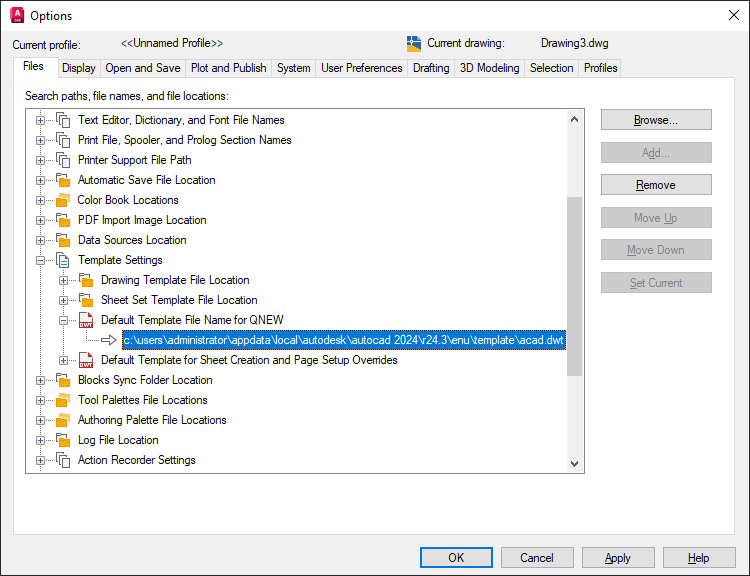 Options
Current profile: <<Unnamed Profile>> Current drawing: Drawing3.dwg
Files Display Open and Save Plot and Publish System User Preferences Drafting 3D Modeling Selection Profiles
Search paths, file names, and file locations:
Text Editor, Dictionary, and Font File Names
Print File, Spooler, and Prolog Section Names
Printer Support File Path
Automatic Save File Location
Color Book Locations
PDF Import Image Location
Data Sources Location
Template Settings
Drawing Template File Location
Sheet Set Template File Location
Default Template File Name for QNEW
c:\users\administrator\appdata\local\autodesk\autocad 2024\r24.3\enu\template\acad.dwt
Default Template for Sheet Creation and Page Setup Overrides
Blocks Sync Folder Location
Tool Palettes File Locations
Authoring Palette File Locations
Log File Location
Action Recorder Settings
Browse...
Add...
Remove
Move Up
Move Down
Set Current
OK Cancel Apply Help